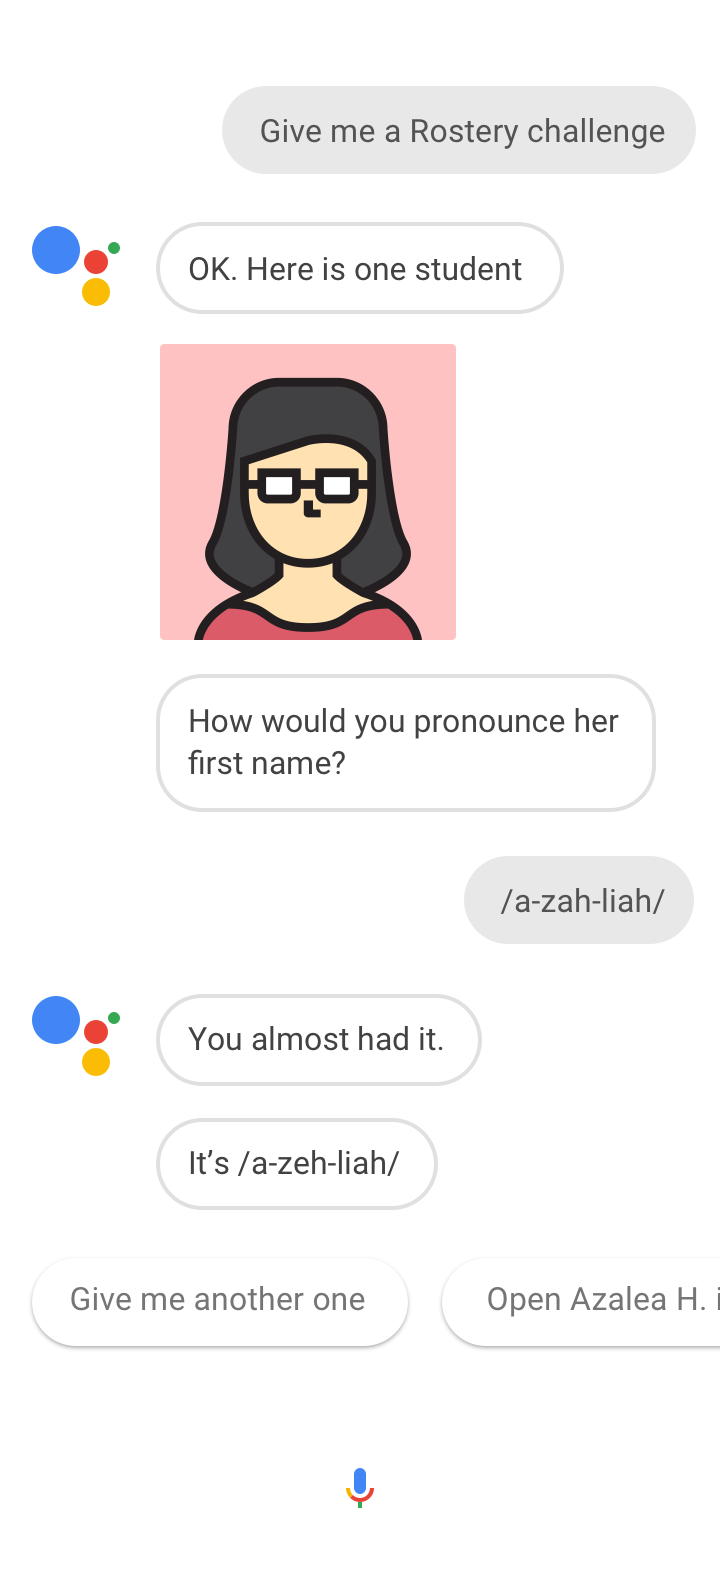 Give me a Rostery challenge
OK. Here is one student
How would you pronounce her
first name?
/a-zah-liah/
You almost had it.
It’s /a-zeh-liah/
Give me another one
Open Azalea H.